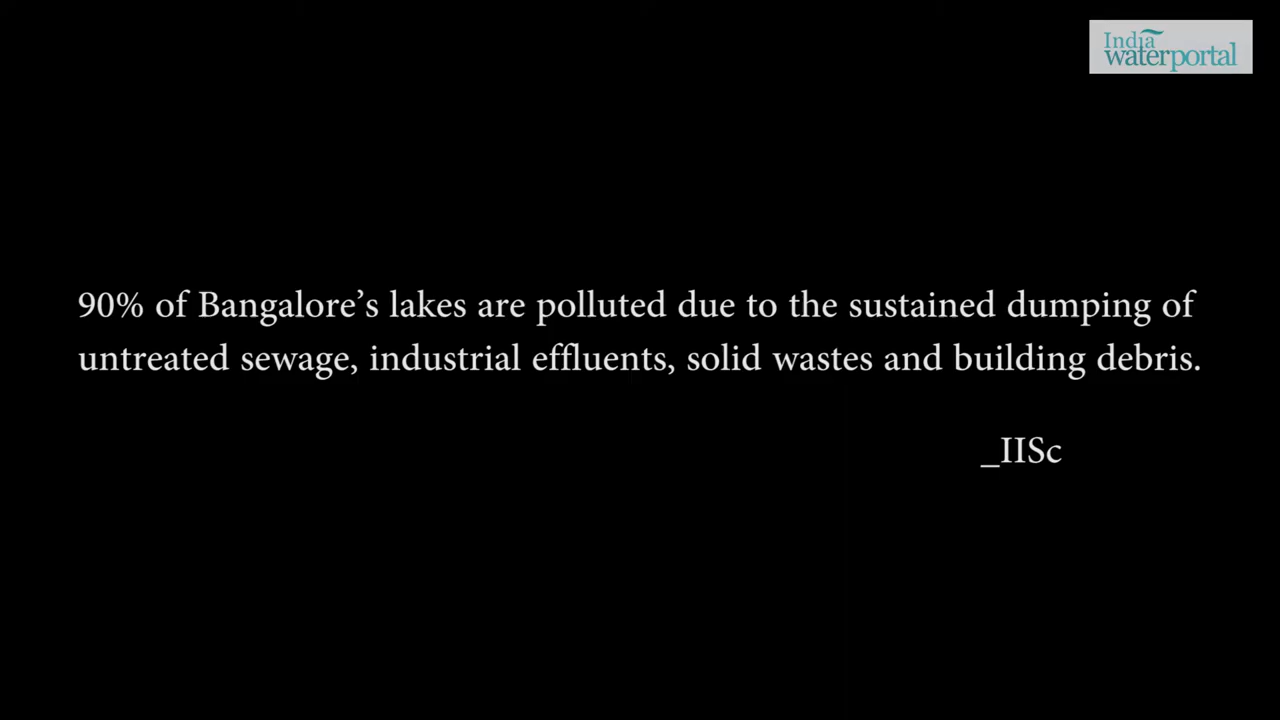 India
waterportal
90% of Bangalore’s lakes are polluted due to the sustained dumping of
untreated sewage, industrial effluents, solid wastes and building debris.
_IISc